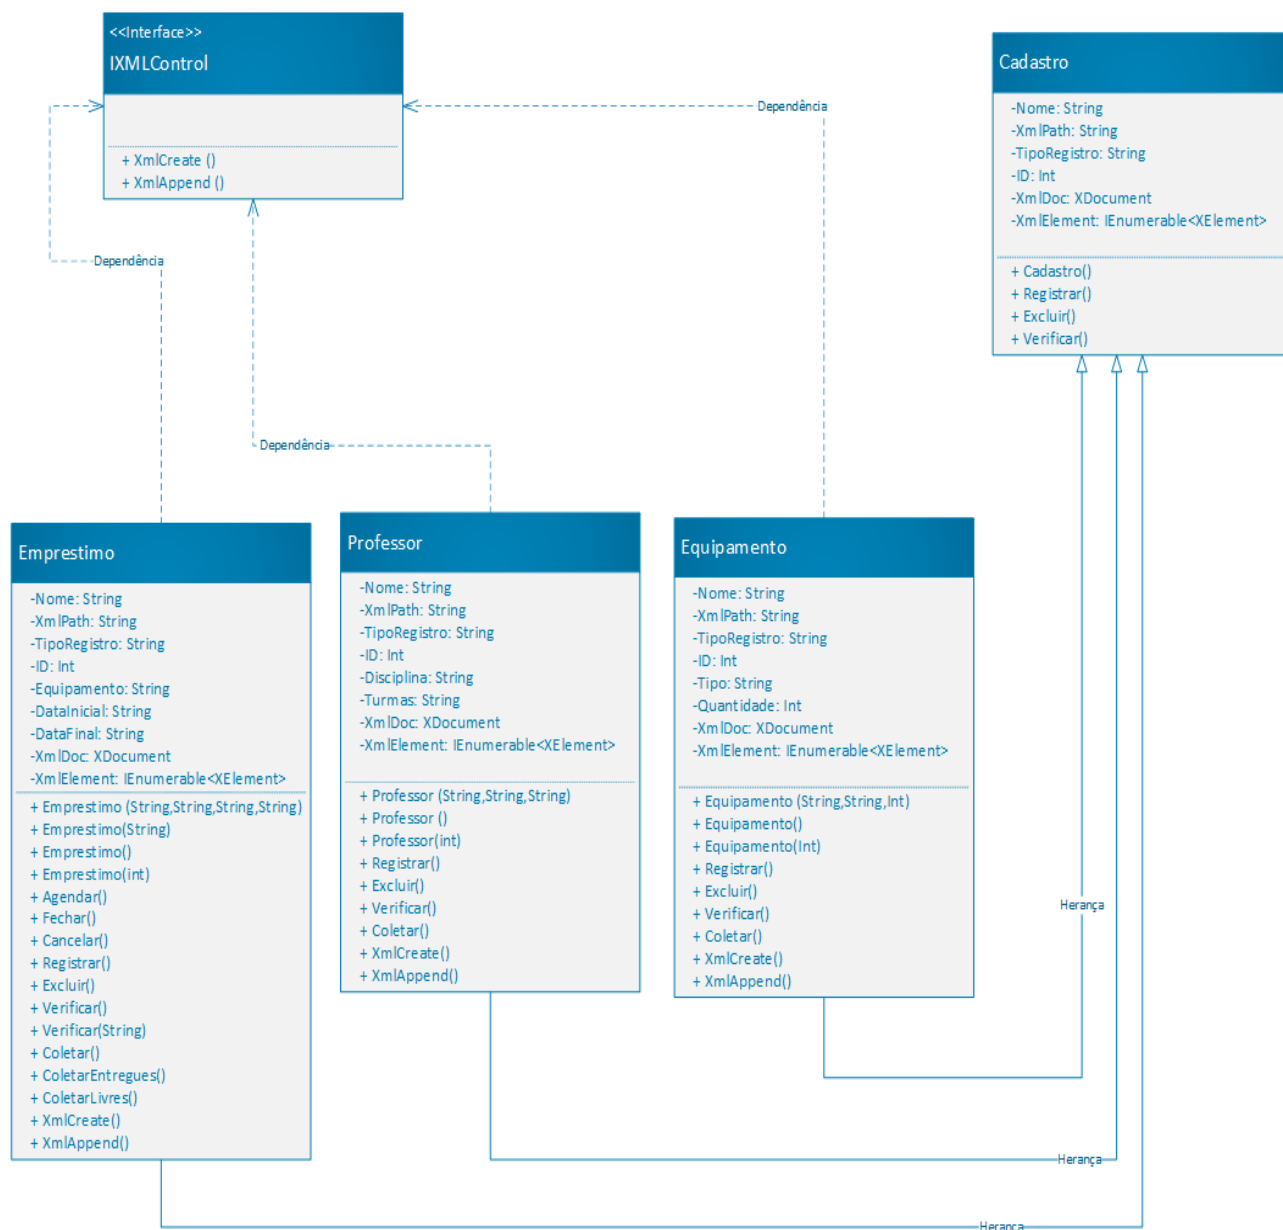 <<Interface>>
IXMLControl
+ XmlCreate ()
+ XmlAppend ()
Cadastro
-Nome: String
-XmlPath: String
-TipoRegistro: String
-ID: Int
-XmlDoc: XDocument
-XmlElement: IEnumerable<XElement>
+ Cadastro()
+ Registrar()
+ Excluir()
+ Verificar()
Dependência
Dependência
Dependência
Emprestimo
-Nome: String
-XmlPath: String
-TipoRegistro: String
-ID: Int
-Equipamento: String
-DataInicial: String
-DataFinal: String
-XmlDoc: XDocument
-XmlElement: IEnumerable<XElement>
+ Emprestimo (String,String,String,String)
+ Emprestimo(String)
+ Emprestimo()
+ Emprestimo(int)
+ Agendar()
+ Fechar()
+ Cancelar()
+ Registrar()
+ Excluir()
+ Verificar()
+ Verificar(String)
+ Coletar()
+ ColetarEntregues()
+ ColetarLivres()
+ XmlCreate()
+ XmlAppend()
Professor
-Nome: String
-XmlPath: String
-TipoRegistro: String
-ID: Int
-Disciplina: String
-Turmas: String
-XmlDoc: XDocument
-XmlElement: IEnumerable<XElement>
+ Professor (String,String,String)
+ Professor ()
+ Professor(int)
+ Registrar()
+ Excluir()
+ Verificar()
+ Coletar()
+ XmlCreate()
+ XmlAppend()
Equipamento
-Nome: String
-XmlPath: String
-TipoRegistro: String
-ID: Int
-Tipo: String
-Quantidade: Int
-XmlDoc: XDocument
-XmlElement: IEnumerable<XElement>
+ Equipamento (String,String,Int)
+ Equipamento()
+ Equipamento(Int)
+ Registrar()
+ Excluir()
+ Verificar()
+ Coletar()
+ XmlCreate()
+ XmlAppend()
Herança
Herança
Herança